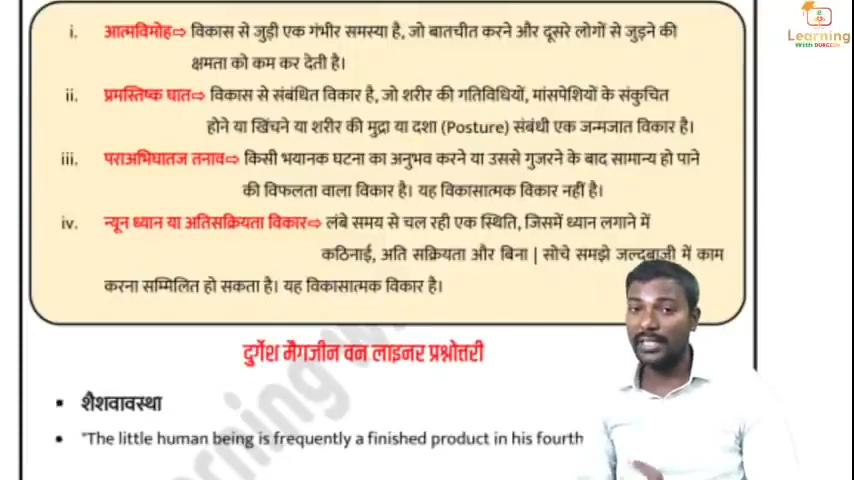 Learning
With DURGESH
i. आत्मविमोह⇨ विकास से जुड़ी एक गंभीर समस्या है, जो बातचीत करने और दूसरे लोगों से जुड़ने की
क्षमता को कम कर देती है।
ii. प्रमस्तिष्क घात⇨ विकास से संबंधित विकार है, जो शरीर की गतिविधियों, मांसपेशियों के संकुचित
होने या खिंचने या शरीर की मुद्रा या दशा (Posture) संबंधी एक जन्मजात विकार है।
iii. पराअभिघातज तनाव⇨ किसी भयानक घटना का अनुभव करने या उससे गुजरने के बाद सामान्य हो पाने
की विफलता वाला विकार है। यह विकासात्मक विकार नहीं है।
iv. न्यून ध्यान या अतिसक्रियता विकार⇨ लंबे समय से चल रही एक स्थिति, जिसमें ध्यान लगाने में
कठिनाई, अति सक्रियता और बिना | सोचे समझे जल्दबाज़ी में काम
करना सम्मिलित हो सकता है। यह विकासात्मक विकार है।
दुर्गेश मैगजीन वन लाइनर प्रश्नोत्तरी
▪ शैशवावस्था
• "The little human being is frequently a finished product in his fourth